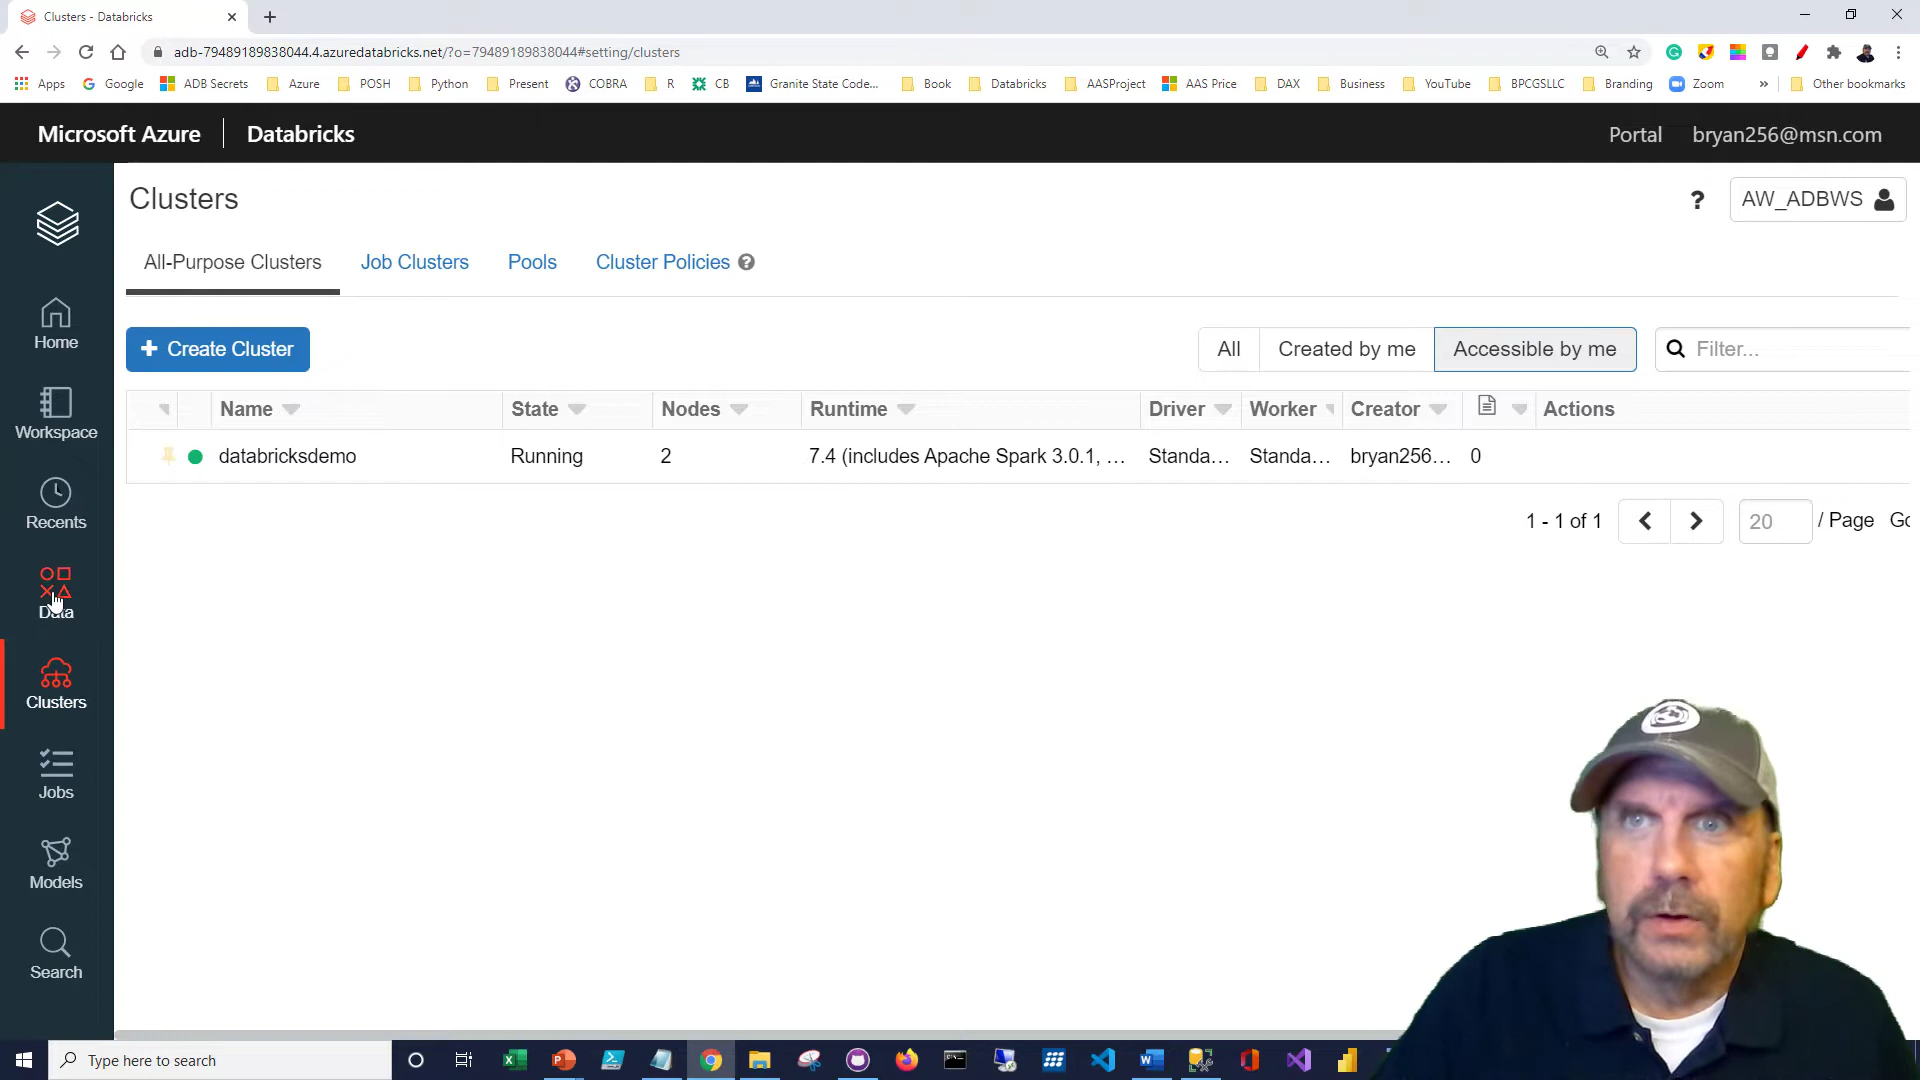 Clusters - Databricks
adb-79489189838044.4.azuredatabricks.net/?o=79489189838044#setting/clusters
Apps Google ADB Secrets Azure POSH Python Present COBRA R CB Granite State Code... Book Databricks AASProject AAS Price DAX Business YouTube BPCGSLLC Branding Zoom » Other bookmarks
Microsoft Azure Databricks Portal bryan256@msn.com
Clusters ? AW_ADBWS
All-Purpose Clusters Job Clusters Pools Cluster Policies ?
+ Create Cluster All Created by me Accessible by me Filter...
Name State Nodes Runtime Driver Worker Creator Actions
databricksdemo Running 2 7.4 (includes Apache Spark 3.0.1, ... Standa... Standa... bryan256... 0
1 - 1 of 1 20 / Page Go
Home
Workspace
Recents
Data
Clusters
Jobs
Models
Search
Type here to search